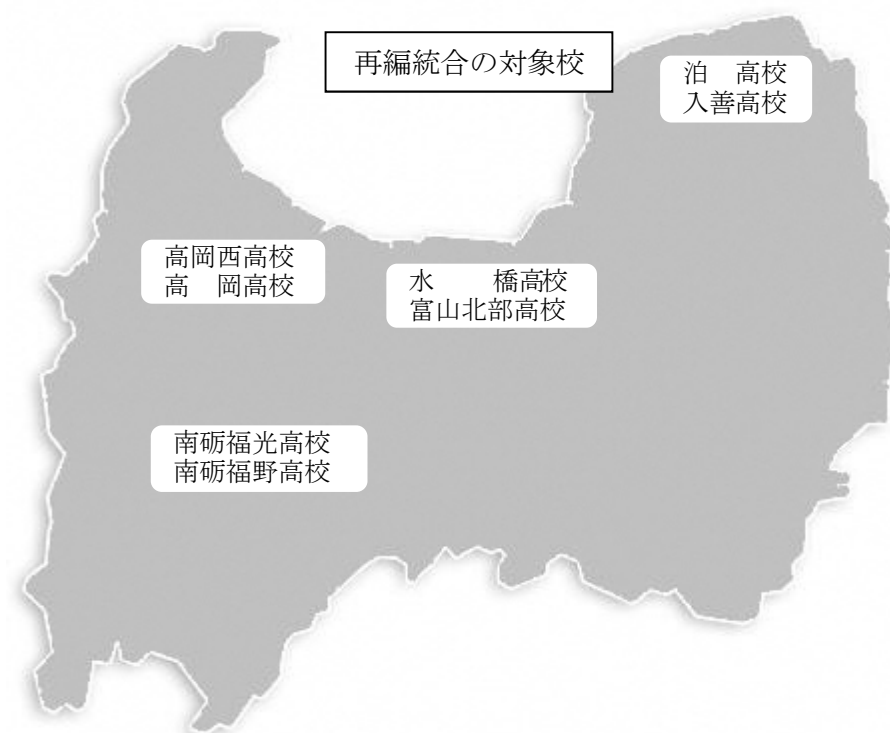 再編統合の対象校
泊　高校
入善高校
高岡西高校
高　岡高校
水　　橋高校
富山北部高校
南砺福光高校
南砺福野高校